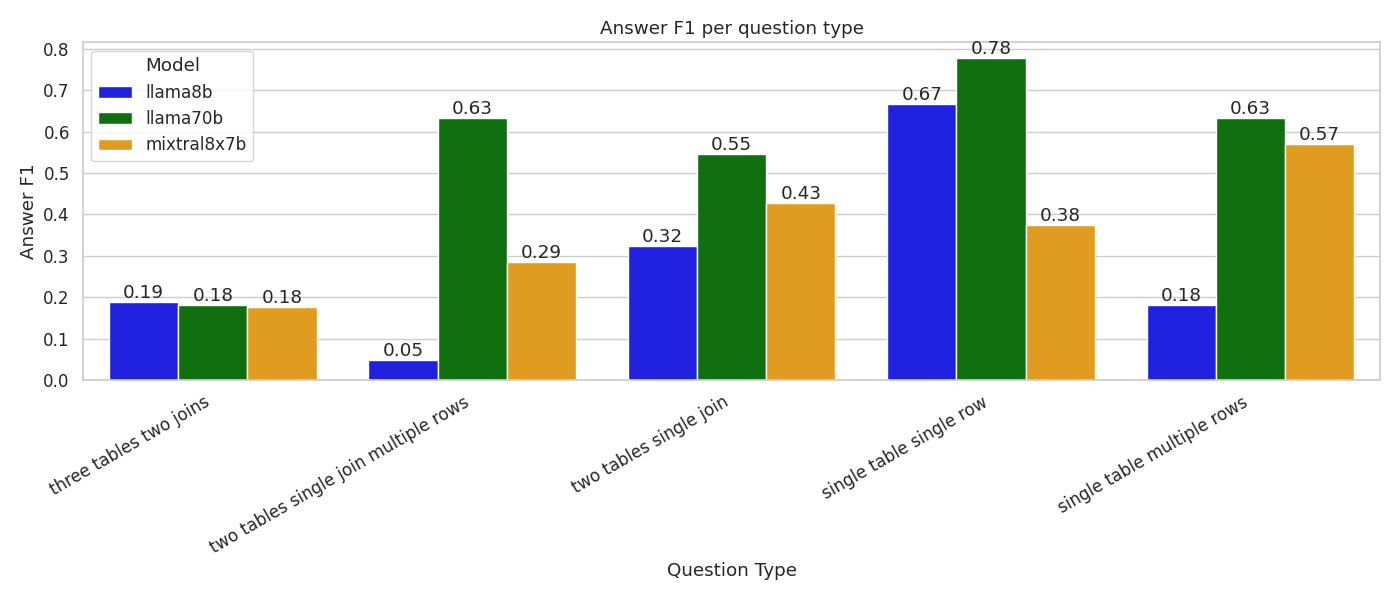 Answer F1 per question type
Model
llama8b
llama70b
mixtral8x7b
Answer F1
0.8
0.7
0.6
0.5
0.4
0.3
0.2
0.1
0.0
0.19
0.18
0.18
0.05
0.63
0.29
0.32
0.55
0.43
0.67
0.78
0.38
0.18
0.63
0.57
three tables two joins
two tables single join multiple rows
two tables single join
single table single row
single table multiple rows
Question Type